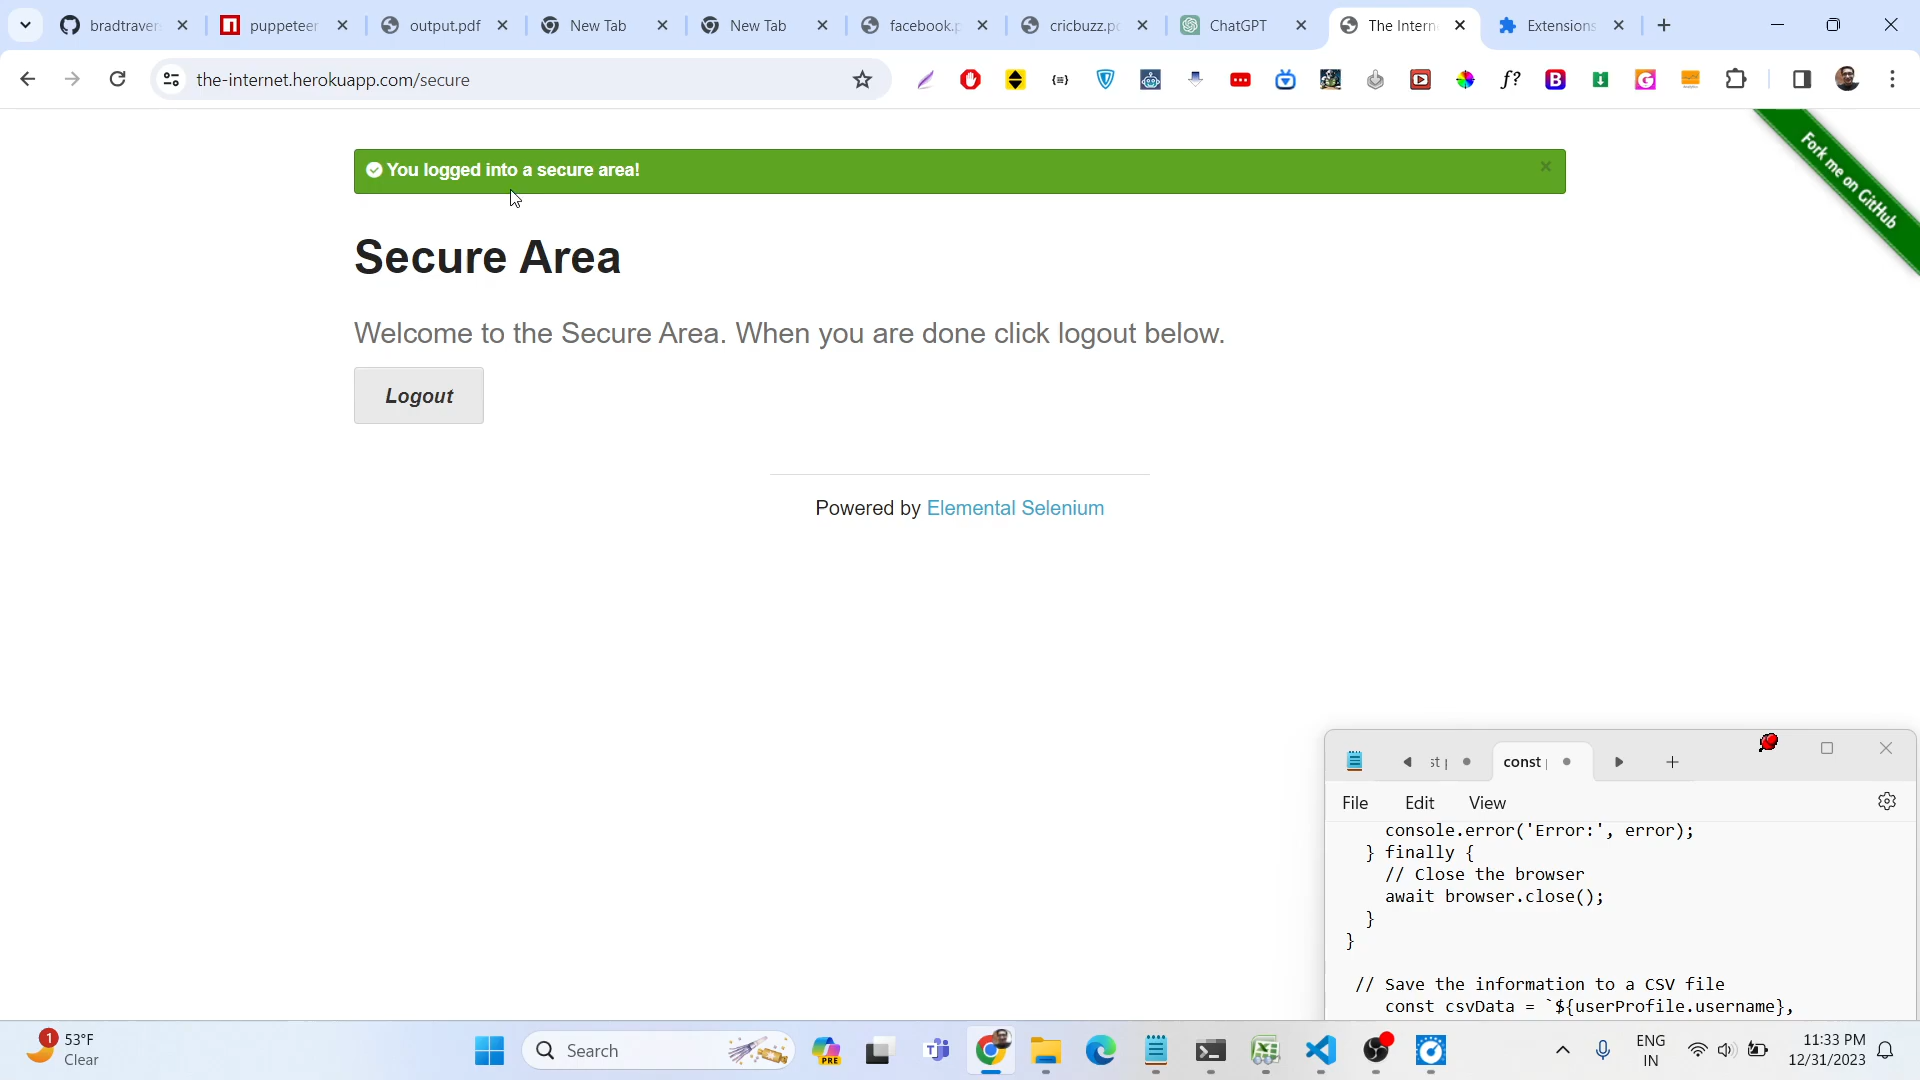 bradtraver
puppeteer
output.pdf
New Tab
New Tab
facebook.p
cricbuzz.pd
ChatGPT
The Intern
Extensions
the-internet.herokuapp.com/secure
You logged into a secure area!
Fork me on GitHub
Secure Area
Welcome to the Secure Area. When you are done click logout below.
Logout
Powered by Elemental Selenium
const
File Edit View
console.error('Error:', error);
} finally {
// Close the browser
await browser.close();
}
}
// Save the information to a CSV file
const csvData = `${userProfile.username},
1
53°F
Clear
Search
PRE
ENG
IN
11:33 PM
12/31/2023